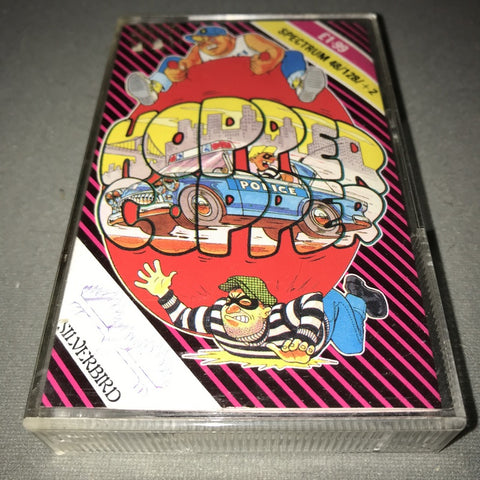 £1.99
SPECTRUM 48/128/+2
HOPPER
POLICE
COPPER
SILVERBIRD